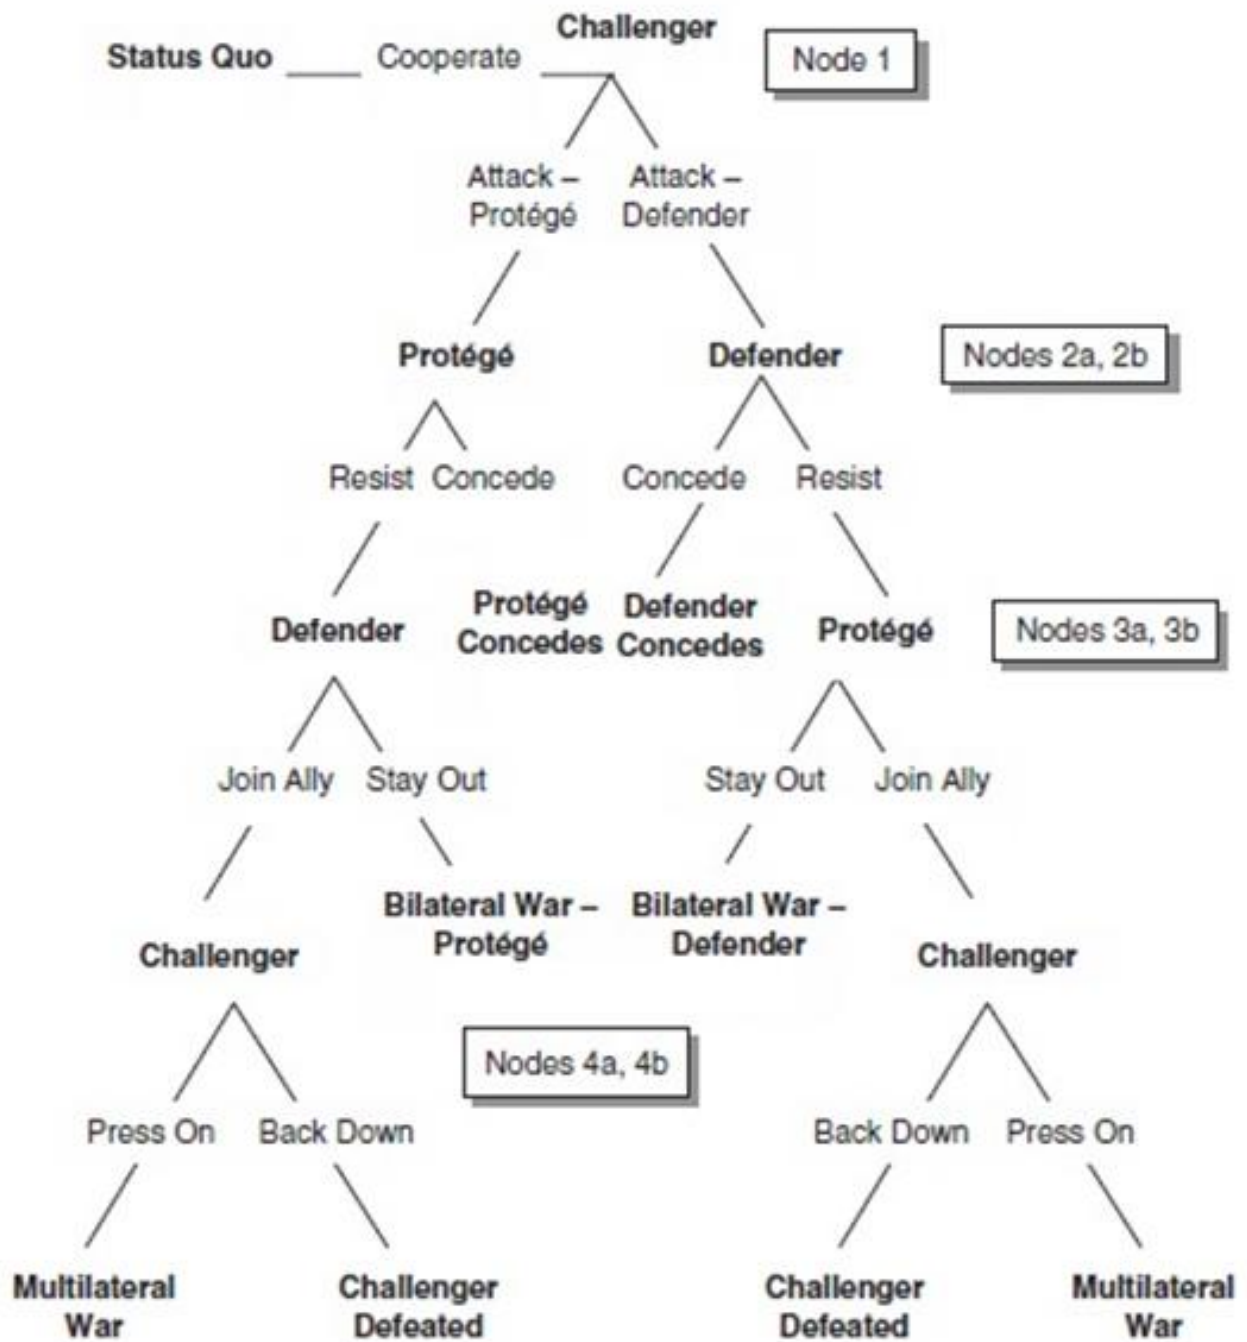 Challenger
Status Quo
Cooperate
Node 1
Attack –
Protégé
Attack –
Defender
Protégé
Defender
Nodes 2a, 2b
Resist
Concede
Concede
Resist
Defender
Protégé
Concedes
Defender
Concedes
Protégé
Nodes 3a, 3b
Join Ally
Stay Out
Stay Out
Join Ally
Challenger
Bilateral War –
Protégé
Bilateral War –
Defender
Challenger
Nodes 4a, 4b
Press On
Back Down
Back Down
Press On
Multilateral
War
Challenger
Defeated
Challenger
Defeated
Multilateral
War